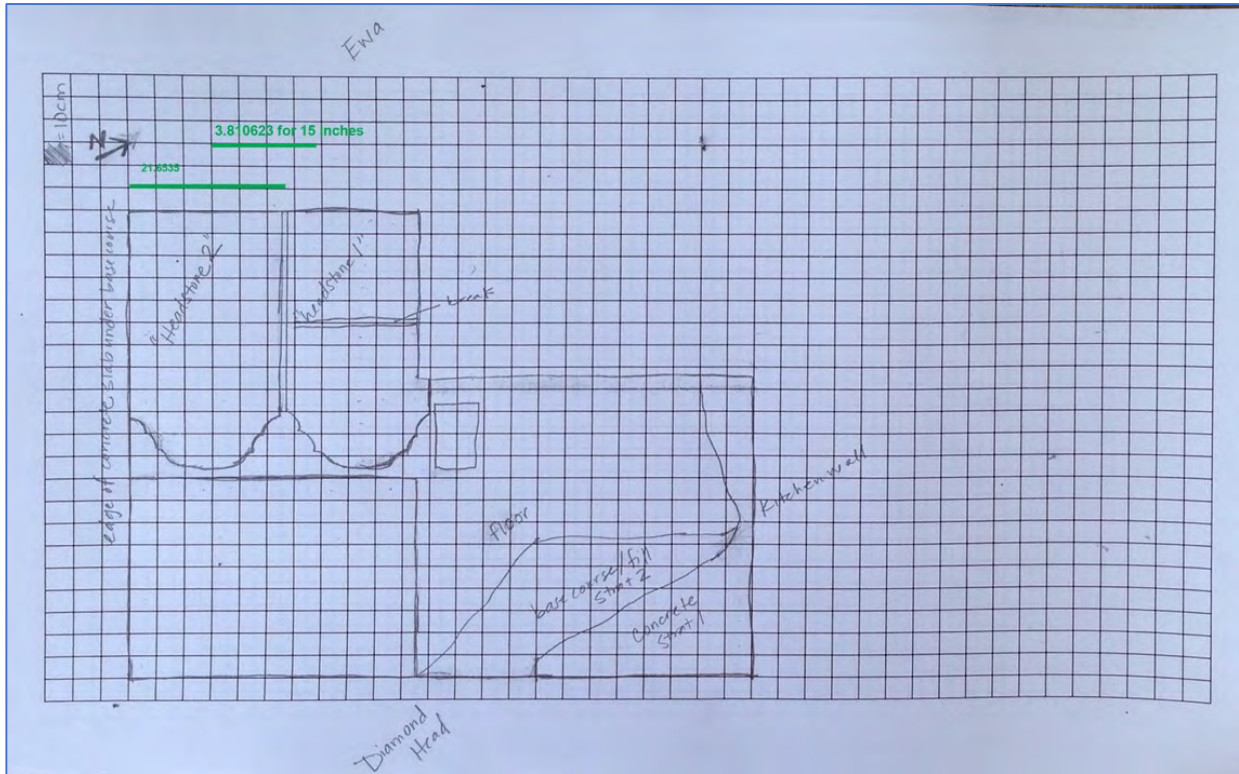 Ewa
= 10cm
N
3.810623 for 15 inches
21.6535
edge of concrete slab under base course
"Headstone 2"
"headstone 1"
break
floor
Kitchen wall
base course/fill
Strat 2
Concrete
Strat 1
Diamond
Head